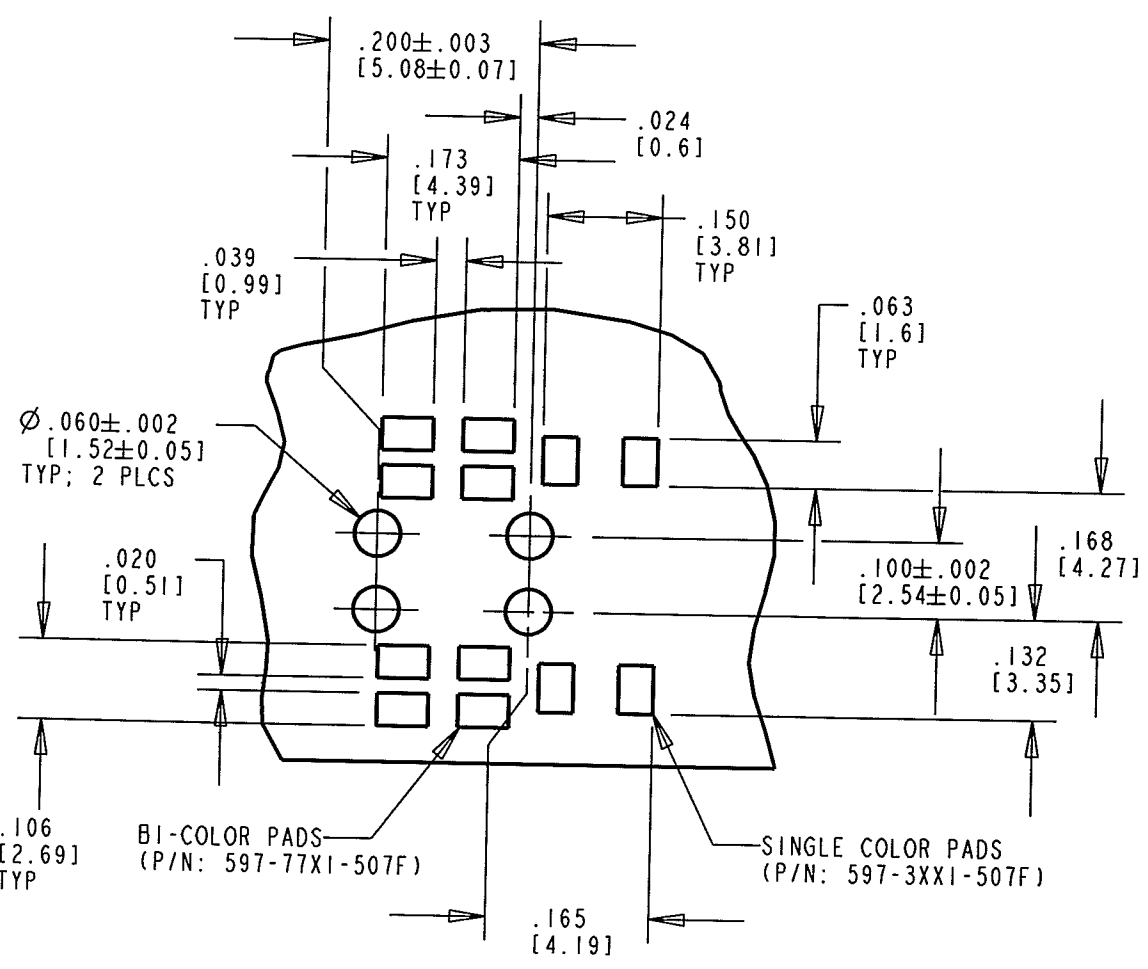 .200±.003
[5.08±0.07]
.024
[0.6]
.173
[4.39]
TYP
.150
[3.81]
TYP
.039
[0.99]
TYP
.063
[1.6]
TYP
Ø.060±.002
[1.52±0.05]
TYP; 2 PLCS
.020
[0.51]
TYP
.100±.002
[2.54±0.05]
.168
[4.27]
.132
[3.35]
.106
[2.69]
TYP
BI-COLOR PADS
(P/N: 597-77X1-507F)
SINGLE COLOR PADS
(P/N: 597-3XX1-507F)
.165
[4.19]